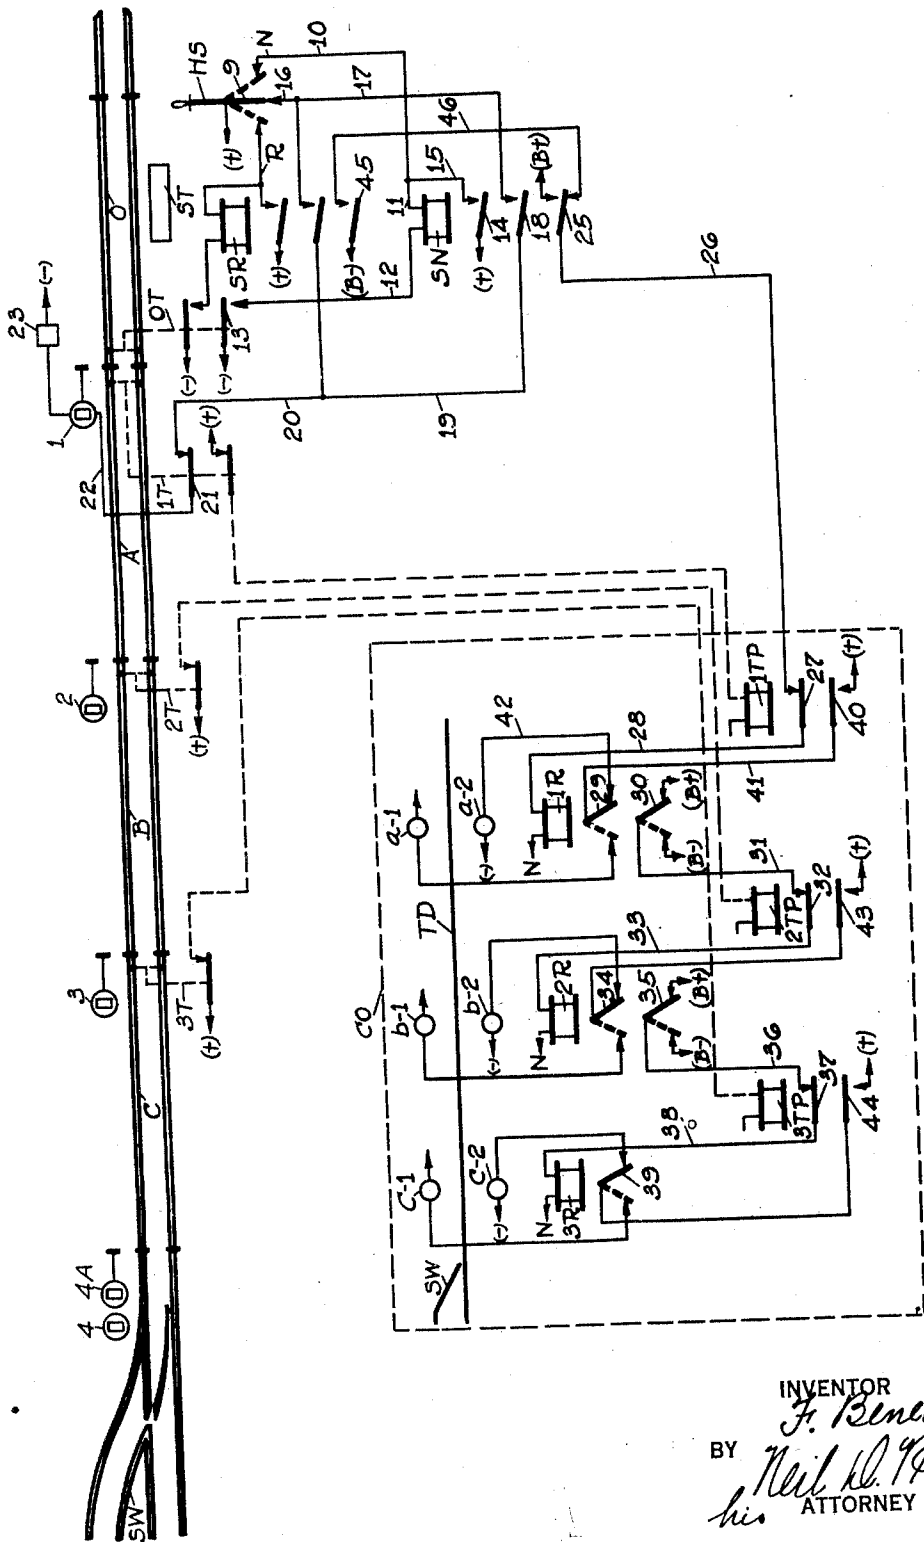 O
HS
N
10
9
16
17
(+)
R
ST
23
(-)
OT
SR
(+)
45
46
11
15
(B+)
(B-)
SN
14
18
25
(+)
12
26
1
(-)
13
(-)
20
19
22
1T
21
(+)
A
2
2T
(+)
B
3
3T
(+)
C
4A
4
SW
CO
TD
a-1
a-2
42
(-)
28
1R
N
29
30
(B+)
(B-)
41
1TP
27
40
(+)
31
b-1
b-2
(-)
33
2R
N
34
35
(B+)
(B-)
2TP
32
43
(+)
36
C-1
C-2
(-)
38
3R
N
39
3TP
37
44
(+)
SW
INVENTOR
BY
Neil
his ATTORNEY